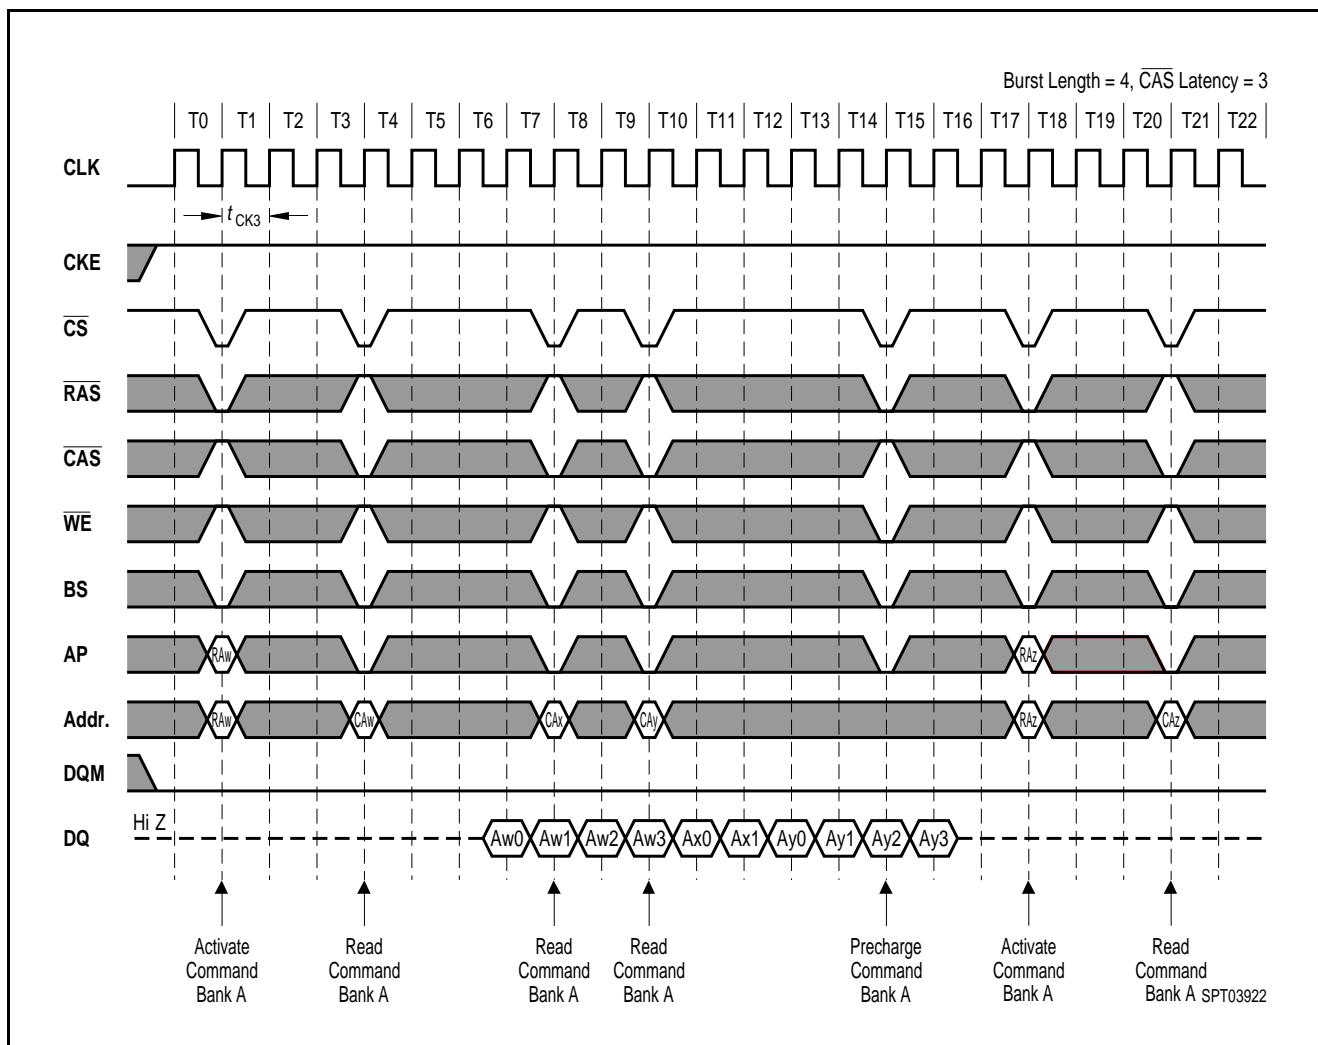 Burst Length = 4, CAS Latency = 3
T0 T1 T2 T3 T4 T5 T6 T7 T8 T9 T10 T11 T12 T13 T14 T15 T16 T17 T18 T19 T20 T21 T22
CLK
t CK3
CKE
CS
RAS
CAS
WE
BS
AP RAw RAz
Addr. RAw CAw CAx CAy RAz CAz
DQM
DQ Hi Z Aw0 Aw1 Aw2 Aw3 Ax0 Ax1 Ay0 Ay1 Ay2 Ay3
Activate Read Read Read Precharge Activate Read
Command Command Command Command Command Command Command
Bank A Bank A Bank A Bank A Bank A Bank A Bank A SPT03922